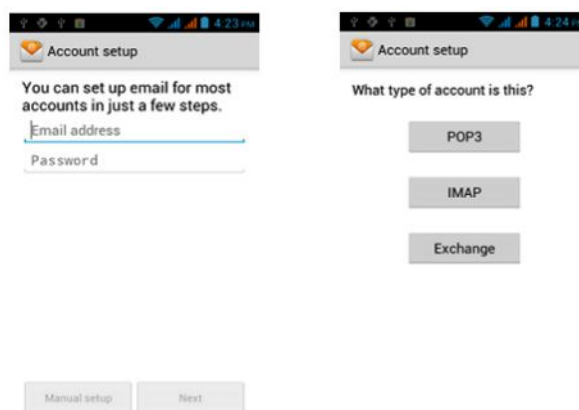 4:23 PM
Account setup
You can set up email for most
accounts in just a few steps.
Email address
Password
Manual setup
Next
4:24 PM
Account setup
What type of account is this?
POP3
IMAP
Exchange